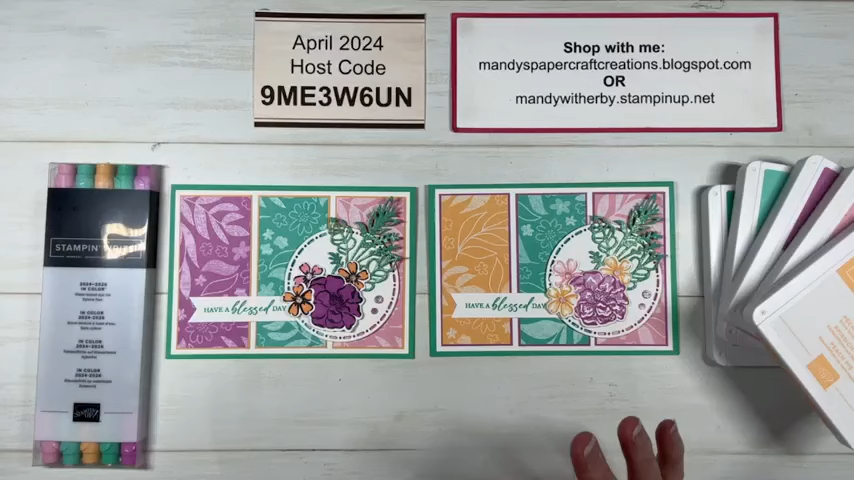 April 2024
Host Code
9ME3W6UN
Shop with me:
mandyspapercraftcreations.blogspot.com
OR
mandywitherby.stampinup.net
STAMPIN' WRITE
2024–2026
IN COLOR
IN COLOR
2024-2026
IN COLOR
2024-2026
IN COLOR
2024-2026
STAMPIN' UP!
HAVE A blessed DAY
HAVE A blessed DAY